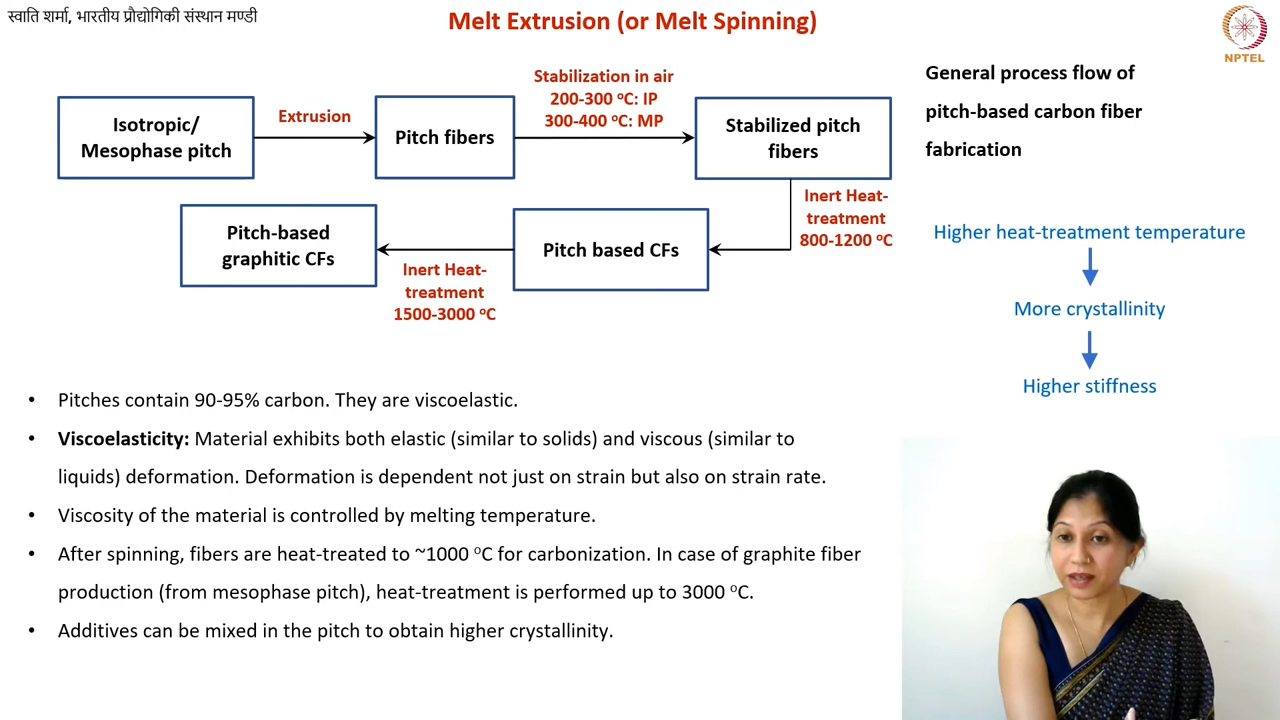 स्वाति शर्मा, भारतीय प्रौद्योगिकी संस्थान मण्डी
Melt Extrusion (or Melt Spinning)
NPTEL
Isotropic/
Mesophase pitch
Extrusion
Pitch fibers
Stabilization in air
200-300 ºC: IP
300-400 ºC: MP
Stabilized pitch
fibers
Inert Heat-
treatment
800-1200 ºC
Pitch based CFs
Inert Heat-
treatment
1500-3000 ºC
Pitch-based
graphitic CFs
General process flow of
pitch-based carbon fiber
fabrication
Higher heat-treatment temperature
More crystallinity
Higher stiffness
• Pitches contain 90-95% carbon. They are viscoelastic.
• Viscoelasticity: Material exhibits both elastic (similar to solids) and viscous (similar to
liquids) deformation. Deformation is dependent not just on strain but also on strain rate.
• Viscosity of the material is controlled by melting temperature.
• After spinning, fibers are heat-treated to ~1000 ºC for carbonization. In case of graphite fiber
production (from mesophase pitch), heat-treatment is performed up to 3000 ºC.
• Additives can be mixed in the pitch to obtain higher crystallinity.